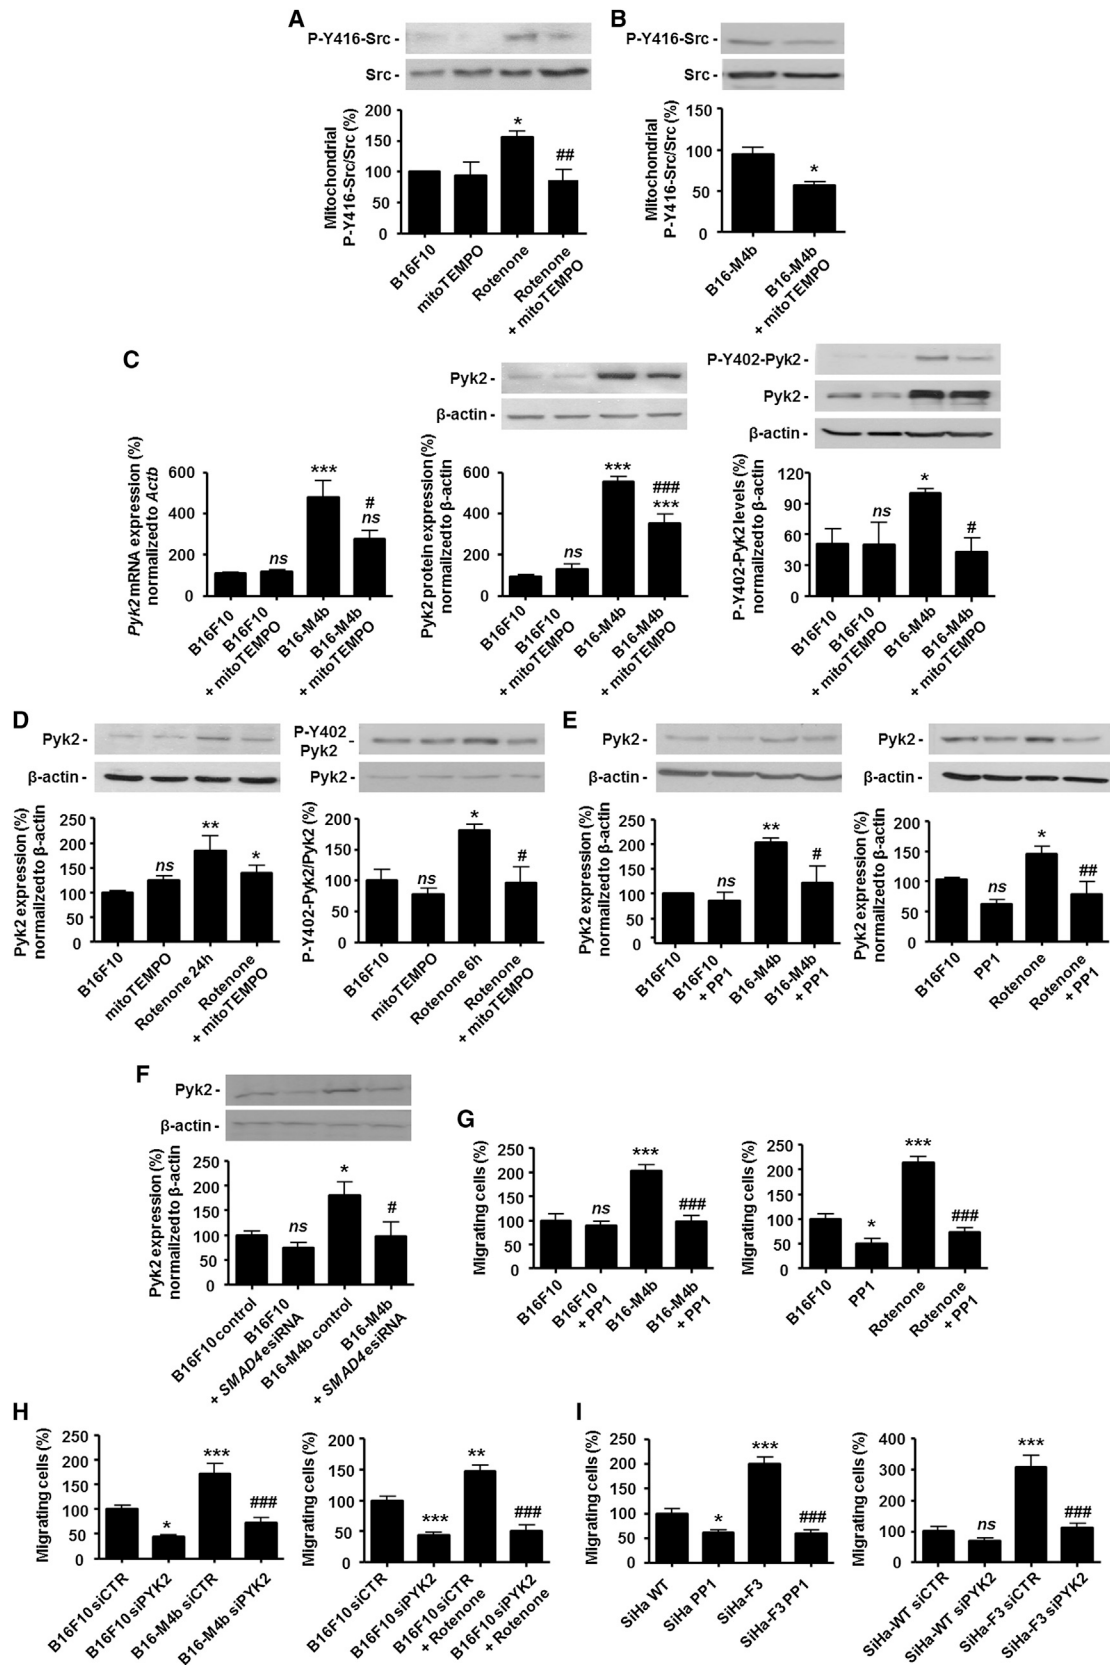 A
P-Y416-Src -
Src -
Mitochondrial
P-Y416-Src/Src (%)
200
150
100
50
0
*
##
B16F10
mitoTEMPO
Rotenone
Rotenone
+ mitoTEMPO
B
P-Y416-Src -
Src -
Mitochondrial
P-Y416-Src/Src (%)
150
100
50
0
*
B16-M4b
B16-M4b
+ mitoTEMPO
C
Pyk2 mRNA expression (%)
normalized to Actb
600
400
200
0
ns
***
#
ns
B16F10
B16F10
+ mitoTEMPO
B16-M4b
B16-M4b
+ mitoTEMPO
Pyk2 -
β-actin -
Pyk2 protein expression (%)
normalized to β-actin
600
400
200
0
ns
***
###
***
B16F10
B16F10
+ mitoTEMPO
B16-M4b
B16-M4b
+ mitoTEMPO
P-Y402-Pyk2 -
Pyk2 -
β-actin -
P-Y402-Pyk2 levels (%)
normalized to β-actin
120
90
60
30
0
ns
*
#
B16F10
B16F10
+ mitoTEMPO
B16-M4b
B16-M4b
+ mitoTEMPO
D
Pyk2 -
β-actin -
Pyk2 expression (%)
normalized to β-actin
250
200
150
100
50
0
ns
**
*
B16F10
mitoTEMPO
Rotenone 24h
Rotenone
+ mitoTEMPO
P-Y402
Pyk2 -
Pyk2 -
P-Y402-Pyk2/Pyk2 (%)
200
150
100
50
0
ns
*
#
B16F10
mitoTEMPO
Rotenone 6h
Rotenone
+ mitoTEMPO
E
Pyk2 -
β-actin -
Pyk2 expression (%)
normalized to β-actin
250
200
150
100
50
0
ns
**
#
B16F10
B16F10
+ PP1
B16-M4b
B16-M4b
+ PP1
Pyk2 -
β-actin -
Pyk2 expression (%)
normalized to β-actin
200
150
100
50
0
ns
*
##
B16F10
PP1
Rotenone
Rotenone
+ PP1
F
Pyk2 -
β-actin -
Pyk2 expression (%)
normalized to β-actin
250
200
150
100
50
0
ns
*
#
B16F10 control
B16F10
+ SMAD4 esiRNA
B16-M4b control
B16-M4b
+ SMAD4 esiRNA
G
Migrating cells (%)
250
200
150
100
50
0
ns
***
###
B16F10
B16F10
+ PP1
B16-M4b
B16-M4b
+ PP1
Migrating cells (%)
250
200
150
100
50
0
*
***
###
B16F10
PP1
Rotenone
Rotenone
+ PP1
H
Migrating cells (%)
250
200
150
100
50
0
*
***
###
B16F10 siCTR
B16F10 siPYK2
B16-M4b siCTR
B16-M4b siPYK2
Migrating cells (%)
200
150
100
50
0
***
**
###
B16F10 siCTR
B16F10 siPYK2
B16F10 siCTR
+ Rotenone
B16F10 siPYK2
+ Rotenone
I
Migrating cells (%)
250
200
150
100
50
0
*
***
###
SiHa WT
SiHa PP1
SiHa-F3
SiHa-F3 PP1
Migrating cells (%)
400
300
200
100
0
ns
***
###
SiHa-WT siCTR
SiHa-WT siPYK2
SiHa-F3 siCTR
SiHa-F3 siPYK2